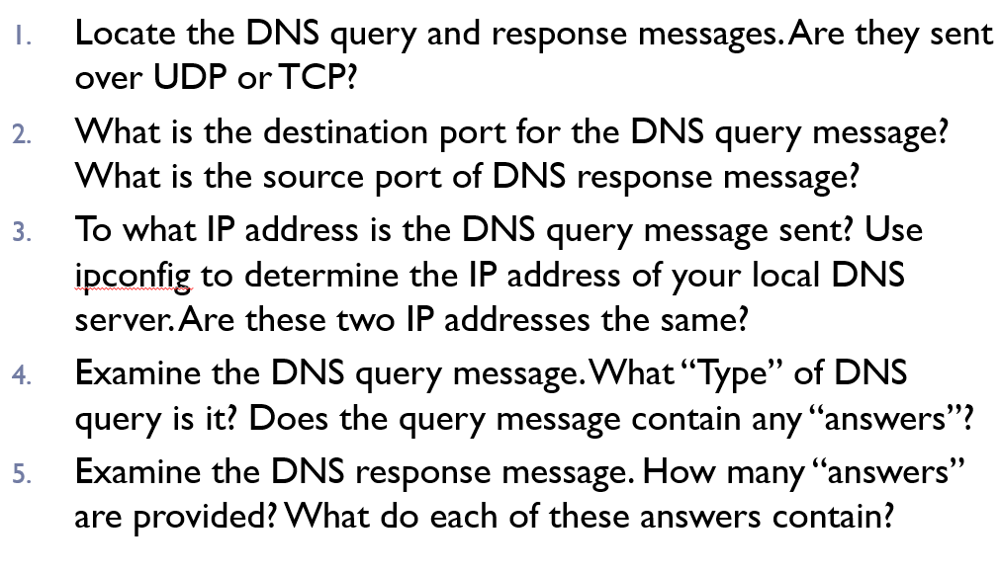 1. Locate the DNS query and response messages. Are they sent
over UDP or TCP?
2. What is the destination port for the DNS query message?
What is the source port of DNS response message?
3. To what IP address is the DNS query message sent? Use
ipconfig to determine the IP address of your local DNS
server. Are these two IP addresses the same?
4. Examine the DNS query message. What “Type” of DNS
query is it? Does the query message contain any “answers”?
5. Examine the DNS response message. How many “answers”
are provided? What do each of these answers contain?